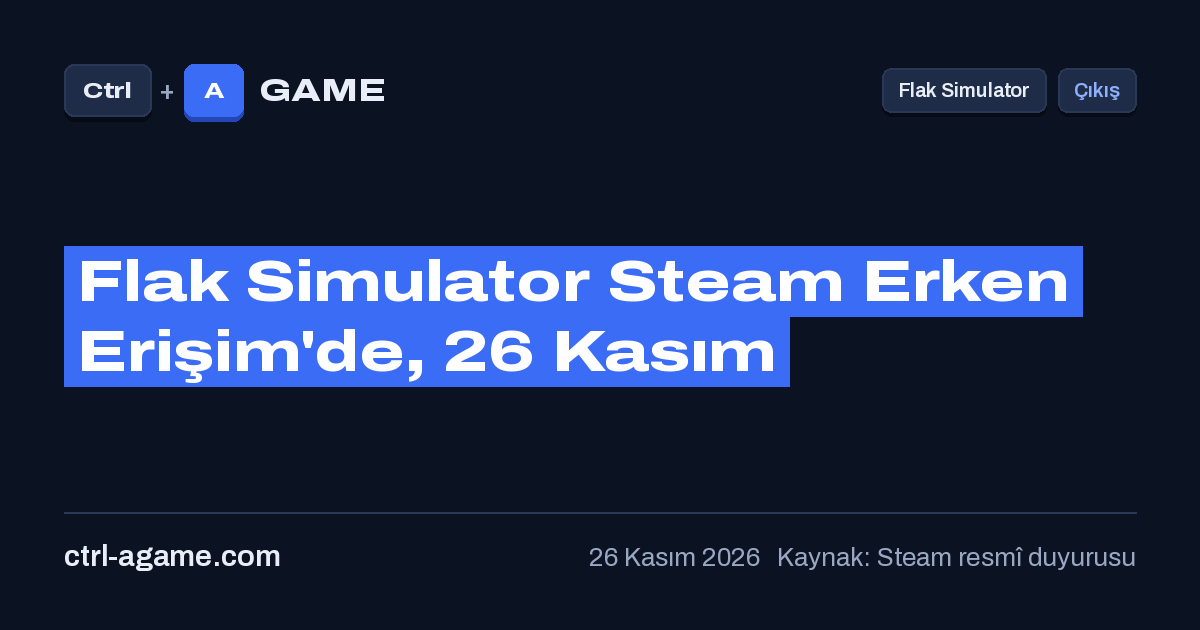 Ctrl + A GAME
Flak Simulator Çıkış
Flak Simulator Steam Erken
Erişim'de, 26 Kasım
ctrl-agame.com
26 Kasım 2026 Kaynak: Steam resmî duyurusu